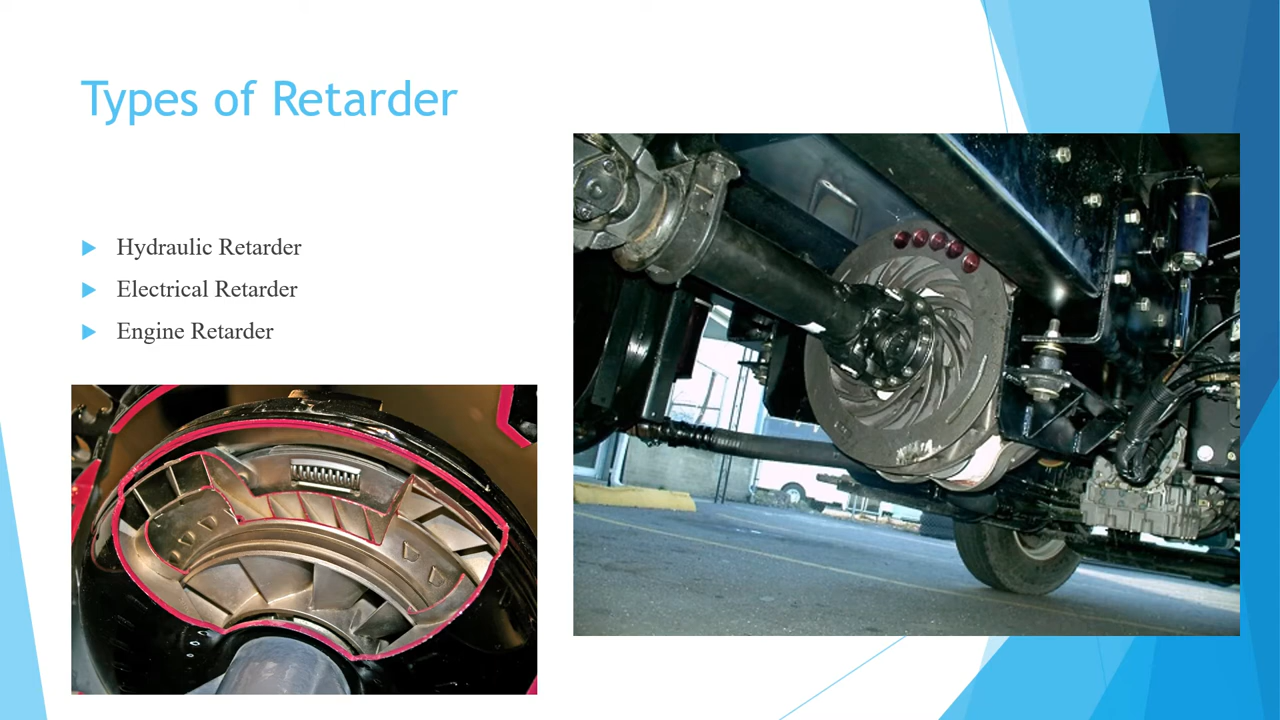 Types of Retarder
Hydraulic Retarder
Electrical Retarder
Engine Retarder